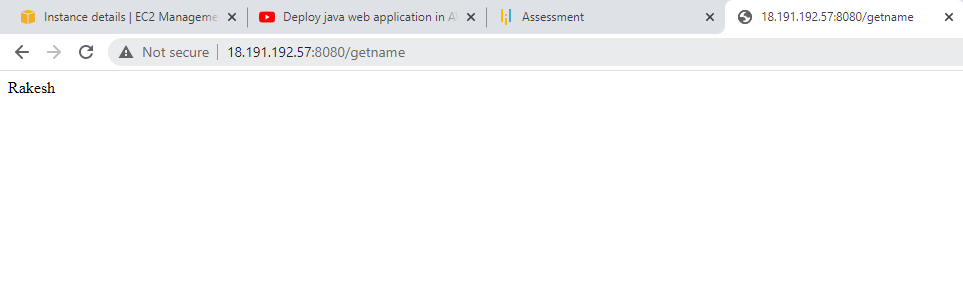 Instance details | EC2 Manageme
Deploy java web application in A
Assessment
18.191.192.57:8080/getname
Not secure
18.191.192.57:8080/getname
Rakesh